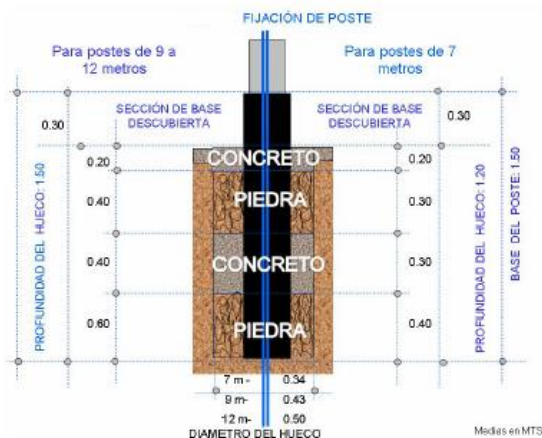 FIJACIÓN DE POSTE
Para postes de 9 a
12 metros
Para postes de 7
metros
SECCIÓN DE BASE
DESCUBIERTA
SECCIÓN DE BASE
DESCUBIERTA
0.30
0.20
0.40
0.40
0.60
PROFUNDIDAD DEL HUECO: 1.50
CONCRETO
PIEDRA
CONCRETO
PIEDRA
0.30
0.20
0.30
0.30
0.40
PROFUNDIDAD DEL HUECO: 1.20
BASE DEL POSTE: 1.50
7 m- 0.34
9 m- 0.43
12 m- 0.50
DIAMETRO DEL HUECO
Medias en MTS